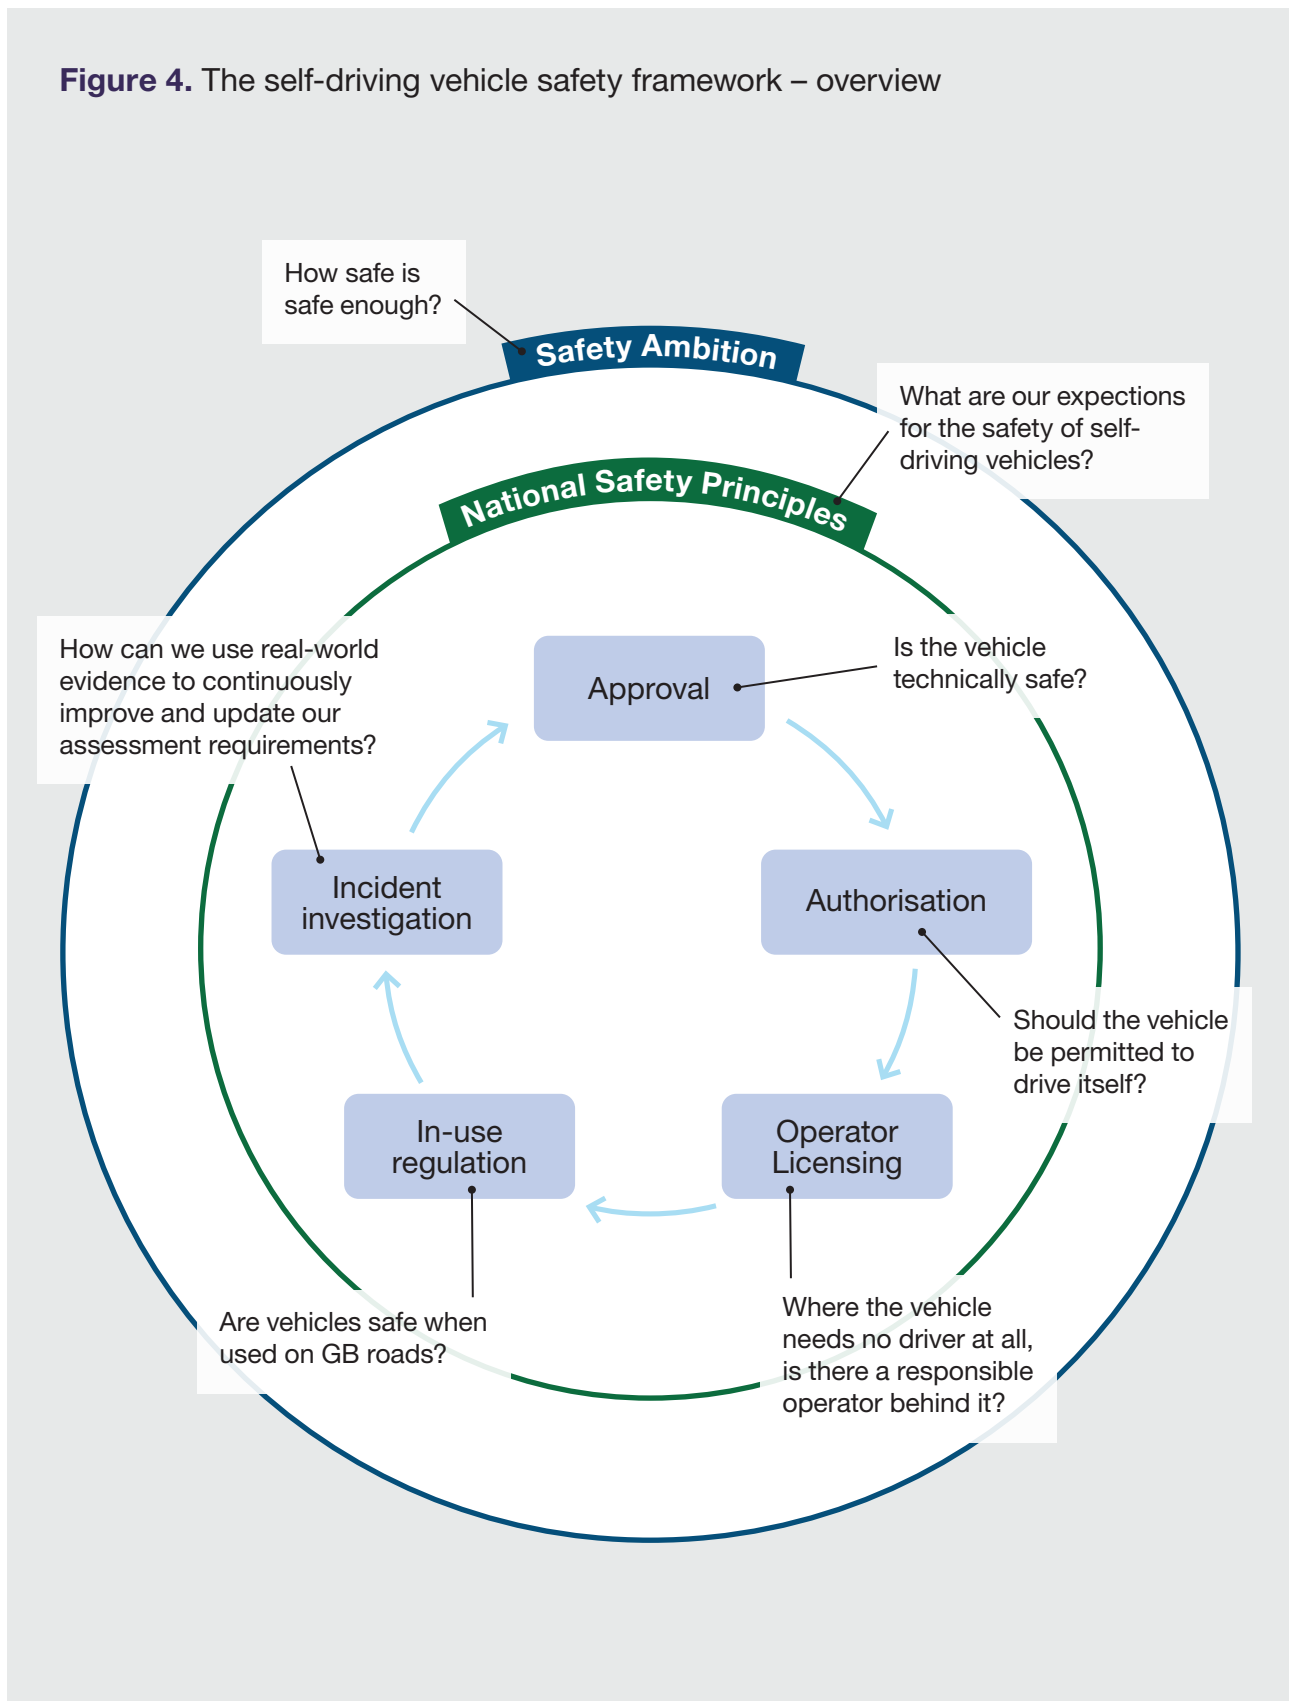 Figure 4. The self-driving vehicle safety framework – overview
How safe is
safe enough?
Safety Ambition
What are our expections
for the safety of self-
driving vehicles?
National Safety Principles
How can we use real-world
evidence to continuously
improve and update our
assessment requirements?
Approval
Is the vehicle
technically safe?
Incident
investigation
Authorisation
Should the vehicle
be permitted to
drive itself?
In-use
regulation
Operator
Licensing
Are vehicles safe when
used on GB roads?
Where the vehicle
needs no driver at all,
is there a responsible
operator behind it?